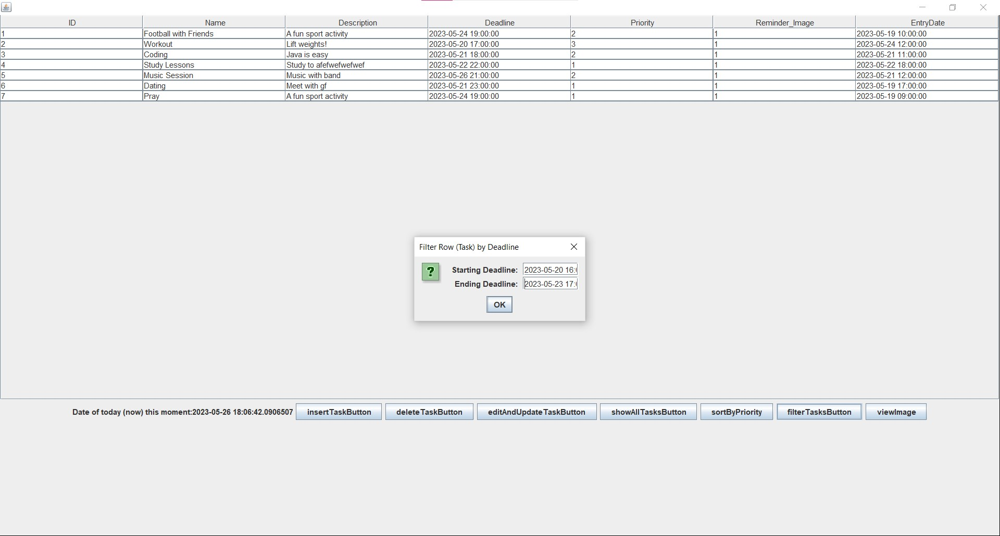 ID Name Description Deadline Priority Reminder_Image EntryDate
1 Football with Friends A fun sport activity 2023-05-24 19:00:00 2 1 2023-05-19 10:00:00
2 Workout Lift weights! 2023-05-20 17:00:00 3 1 2023-05-24 12:00:00
3 Coding Java is easy 2023-05-21 18:00:00 2 1 2023-05-21 11:00:00
4 Study Lessons Study to afefwefwefwef 2023-05-22 22:00:00 1 1 2023-05-22 18:00:00
5 Music Session Music with band 2023-05-26 21:00:00 2 1 2023-05-21 12:00:00
6 Dating Meet with gf 2023-05-21 23:00:00 1 1 2023-05-19 17:00:00
7 Pray A fun sport activity 2023-05-24 19:00:00 1 1 2023-05-19 09:00:00
Filter Row (Task) by Deadline
? Starting Deadline: 2023-05-20 16:
Ending Deadline: 2023-05-23 17:
OK
Date of today (now) this moment:2023-05-26 18:06:42.0906507 insertTaskButton deleteTaskButton editAndUpdateTaskButton showAllTasksButton sortByPriority filterTasksButton viewImage